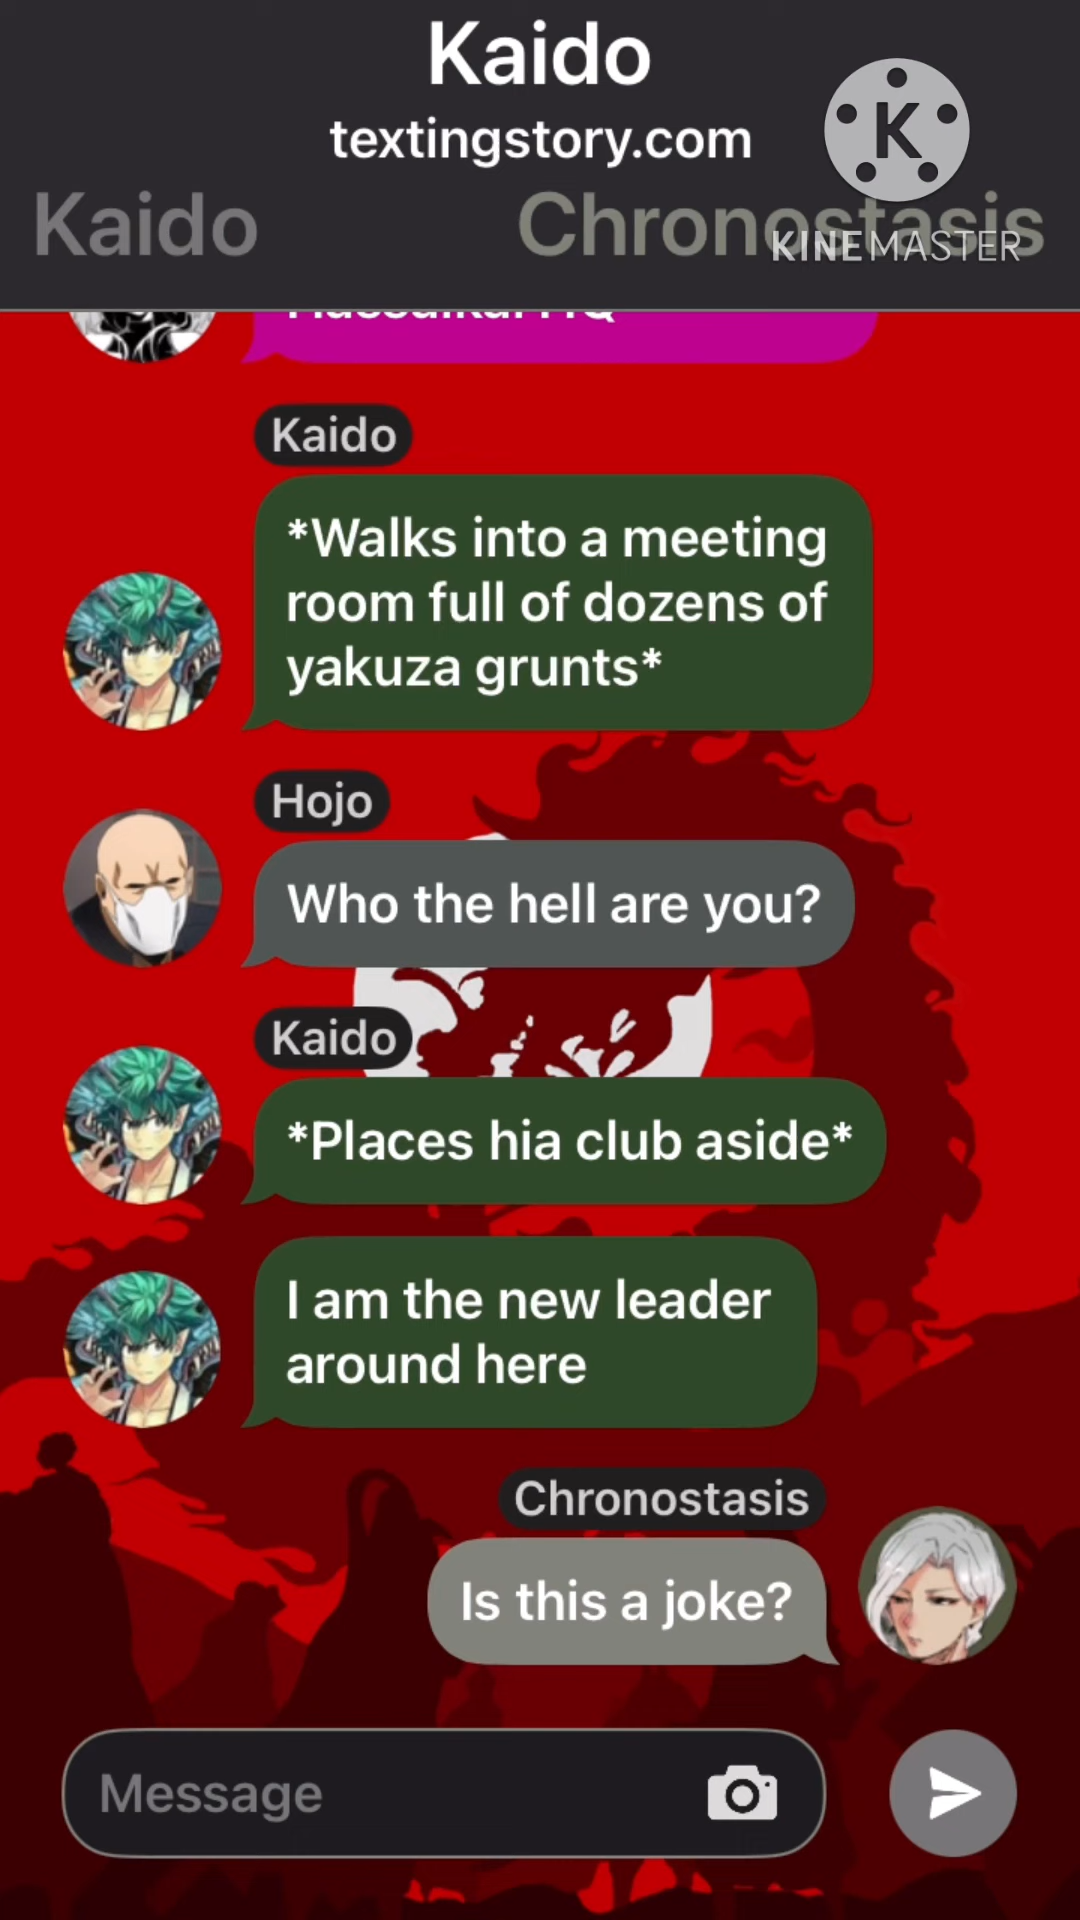 Kaido
textingstory.com
K
Kaido
Chronostasis
KINEMASTER
Kaido
*Walks into a meeting
room full of dozens of
yakuza grunts*
Hojo
Who the hell are you?
Kaido
*Places hia club aside*
I am the new leader
around here
Chronostasis
Is this a joke?
Message